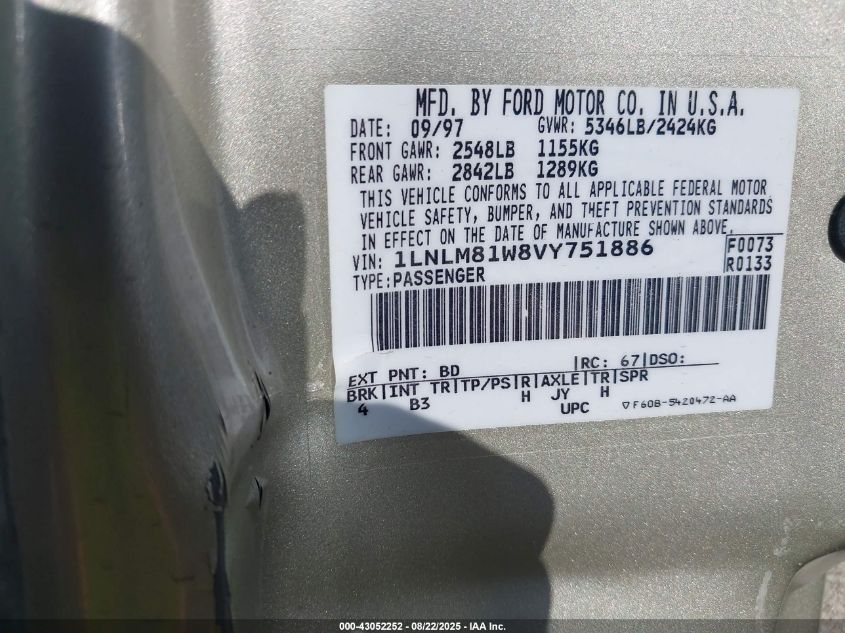 MFD. BY FORD MOTOR CO. IN U.S.A.
DATE: 09/97 GVWR: 5346LB/2424KG
FRONT GAWR: 2548LB 1155KG
REAR GAWR: 2842LB 1289KG
THIS VEHICLE CONFORMS TO ALL APPLICABLE FEDERAL MOTOR
VEHICLE SAFETY, BUMPER, AND THEFT PREVENTION STANDARDS
IN EFFECT ON THE DATE OF MANUFACTURE SHOWN ABOVE.
VIN: 1LNLM81W8VY751886 F0073
TYPE: PASSENGER R0133
EXT PNT: BD RC: 67 DSO:
BRK INT TR TP/PS R AXLE TR SPR
4 B3 H JY H
UPC F60B-5420472-AA
000-43052252 - 08/22/2025 - IAA Inc.